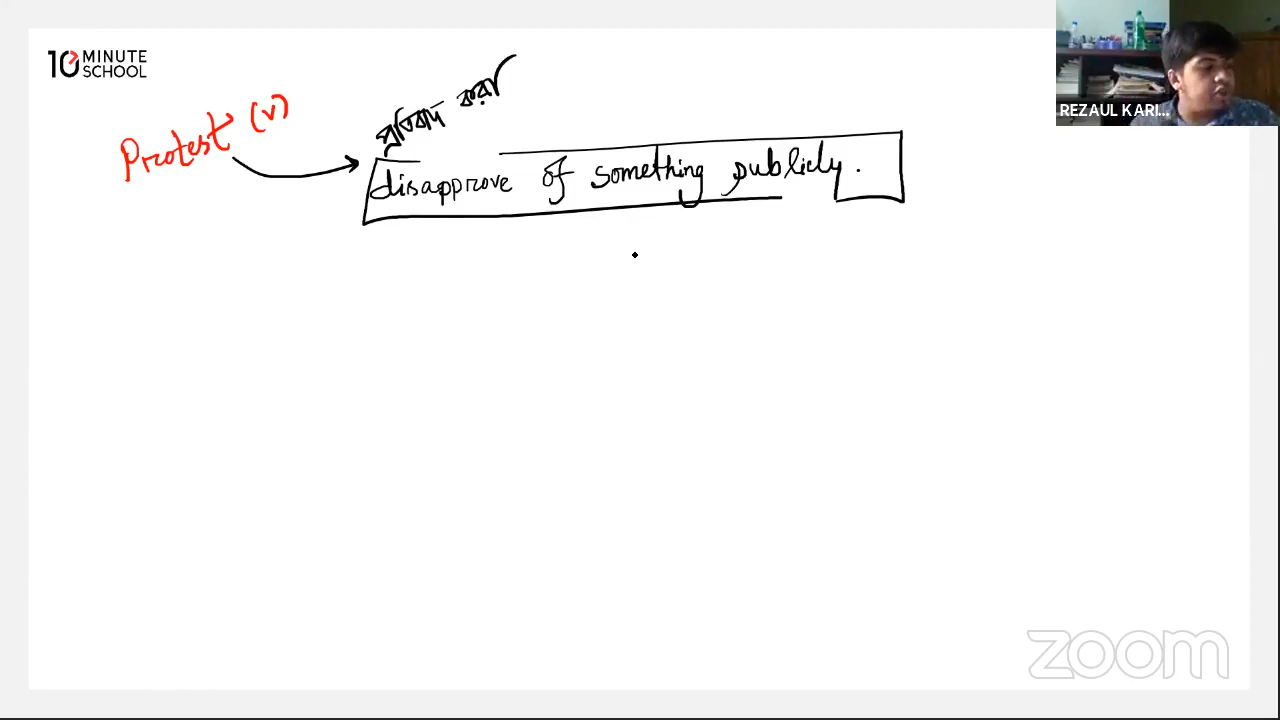 10 MINUTE
SCHOOL
REZAUL KARI...
Protest (v)
প্রতিবাদ করা
disapprove of something publicly.
zoom